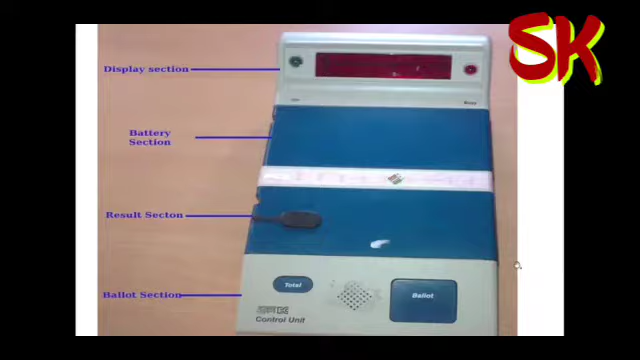 SK
Display section
Battery
Section
Result Secton
Ballot Section
Total
Ballot
Control Unit